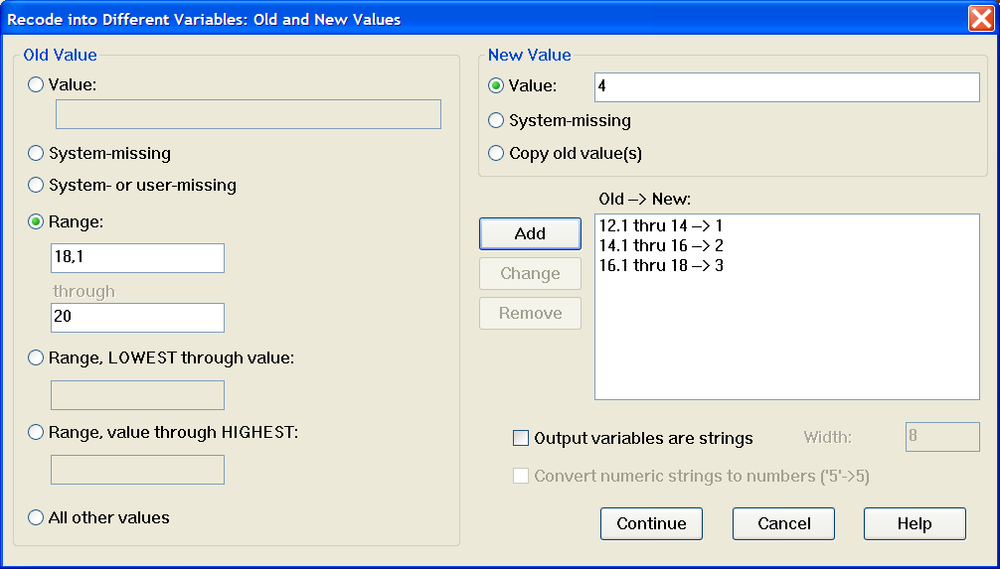 Recode into Different Variables: Old and New Values
Old Value
Value:
System-missing
System- or user-missing
Range:
18,1
through
20
Range, LOWEST through value:
Range, value through HIGHEST:
All other values
New Value
Value:
4
System-missing
Copy old value(s)
Old --> New:
Add
Change
Remove
12.1 thru 14 --> 1
14.1 thru 16 --> 2
16.1 thru 18 --> 3
Output variables are strings
Width:
8
Convert numeric strings to numbers ('5'->5)
Continue
Cancel
Help